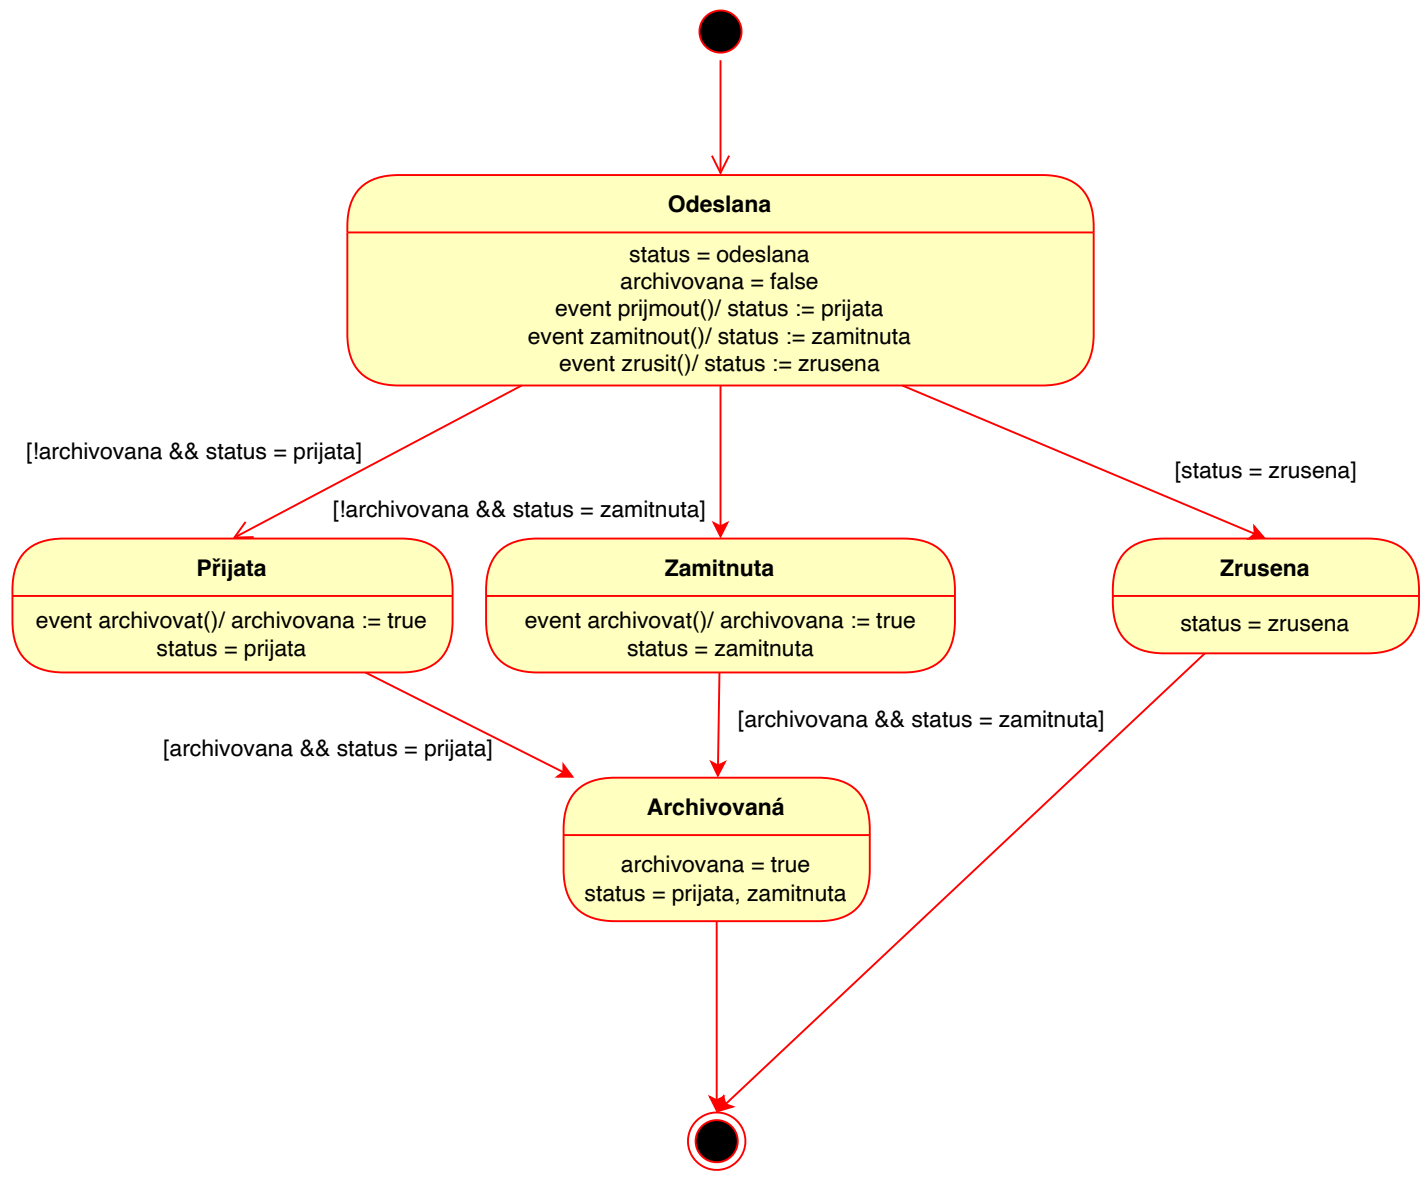 Odeslana
status = odeslana
archivovana = false
event prijmout()/ status := prijata
event zamitnout()/ status := zamitnuta
event zrusit()/ status := zrusena
[!archivovana && status = prijata]
[status = zrusena]
[!archivovana && status = zamitnuta]
Přijata
event archivovat()/ archivovana := true
status = prijata
Zamitnuta
event archivovat()/ archivovana := true
status = zamitnuta
Zrusena
status = zrusena
[archivovana && status = prijata]
[archivovana && status = zamitnuta]
Archivovaná
archivovana = true
status = prijata, zamitnuta